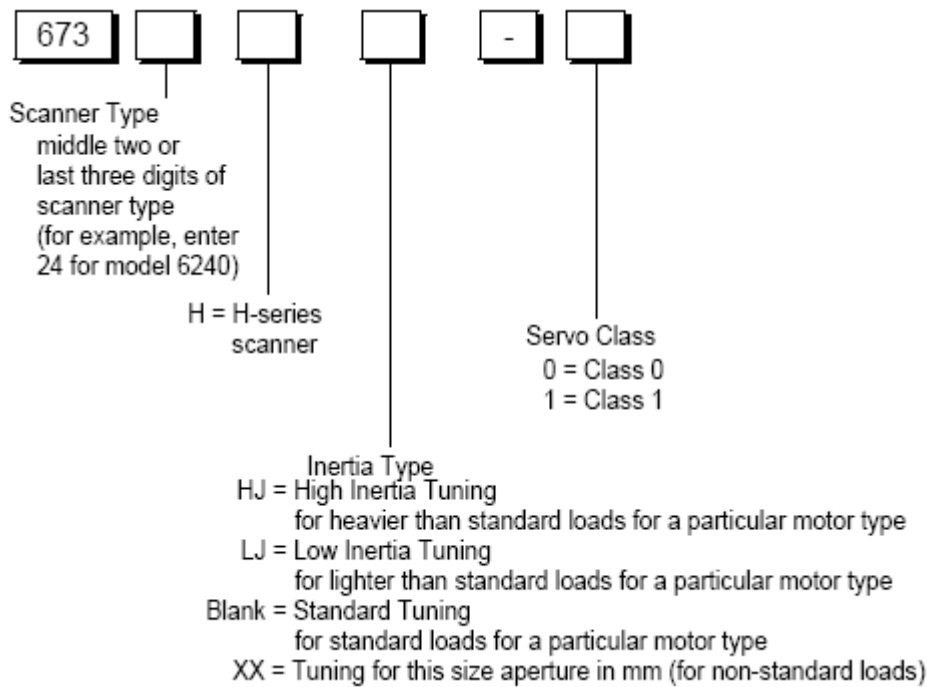 673
-
Scanner Type
middle two or
last three digits of
scanner type
(for example, enter
24 for model 6240)
H = H-series
scanner
Servo Class
0 = Class 0
1 = Class 1
Inertia Type
HJ = High Inertia Tuning
for heavier than standard loads for a particular motor type
LJ = Low Inertia Tuning
for lighter than standard loads for a particular motor type
Blank = Standard Tuning
for standard loads for a particular motor type
XX = Tuning for this size aperture in mm (for non-standard loads)